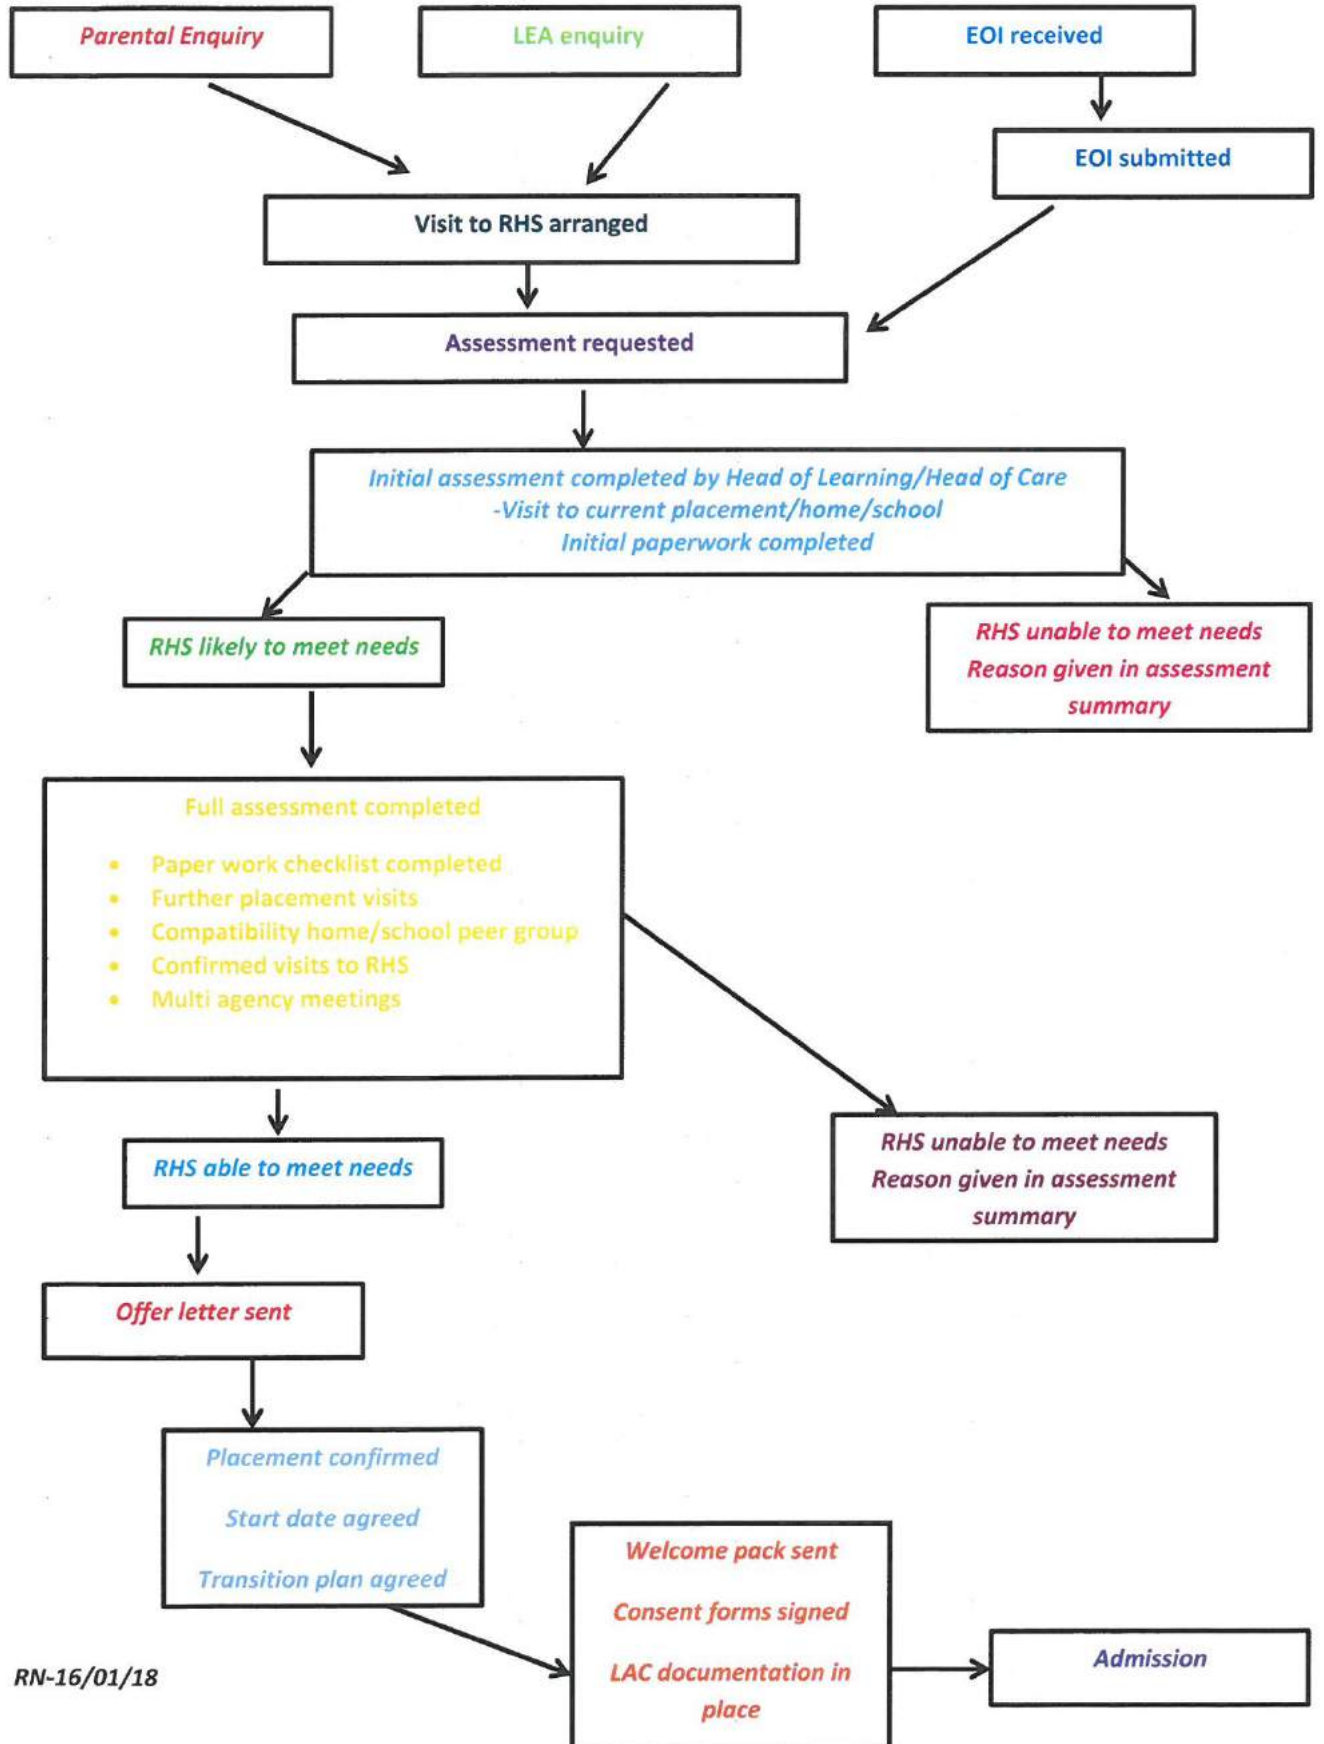 Parental Enquiry
LEA enquiry
EOI received
EOI submitted
Visit to RHS arranged
Assessment requested
Initial assessment completed by Head of Learning/Head of Care
-Visit to current placement/home/school
Initial paperwork completed
RHS likely to meet needs
RHS unable to meet needs
Reason given in assessment
summary
Full assessment completed
• Paper work checklist completed
• Further placement visits
• Compatibility home/school peer group
• Confirmed visits to RHS
• Multi agency meetings
RHS able to meet needs
RHS unable to meet needs
Reason given in assessment
summary
Offer letter sent
Placement confirmed
Start date agreed
Transition plan agreed
Welcome pack sent
Consent forms signed
LAC documentation in
place
Admission
RN-16/01/18